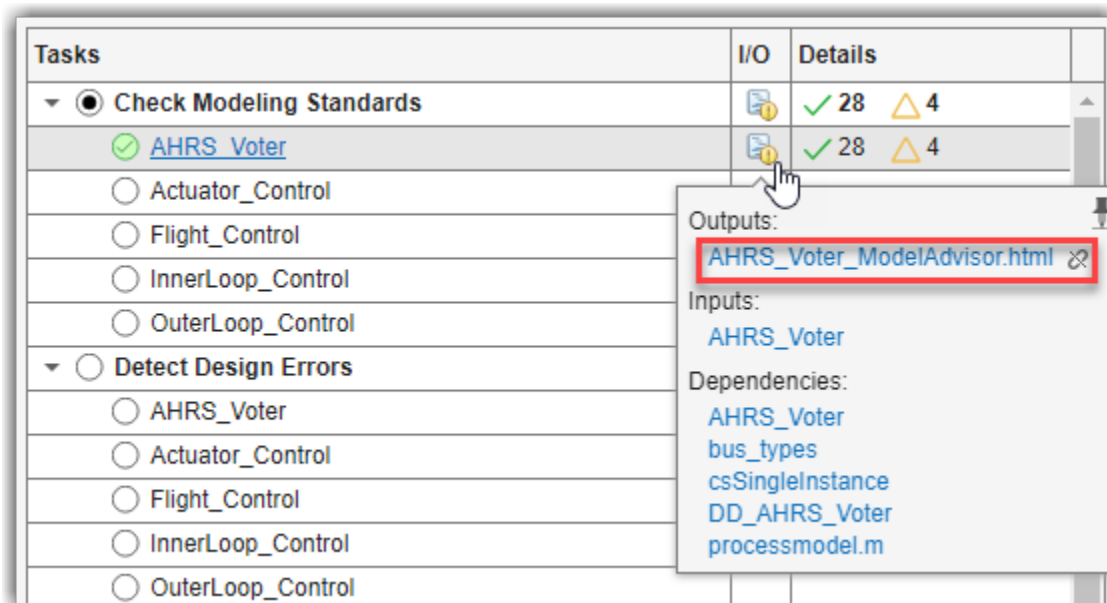 Tasks I/O Details
Check Modeling Standards 28 4
AHRS_Voter 28 4
Actuator_Control
Flight_Control
InnerLoop_Control
OuterLoop_Control
Detect Design Errors
AHRS_Voter
Actuator_Control
Flight_Control
InnerLoop_Control
OuterLoop_Control
Outputs:
AHRS_Voter_ModelAdvisor.html
Inputs:
AHRS_Voter
Dependencies:
AHRS_Voter
bus_types
csSingleInstance
DD_AHRS_Voter
processmodel.m